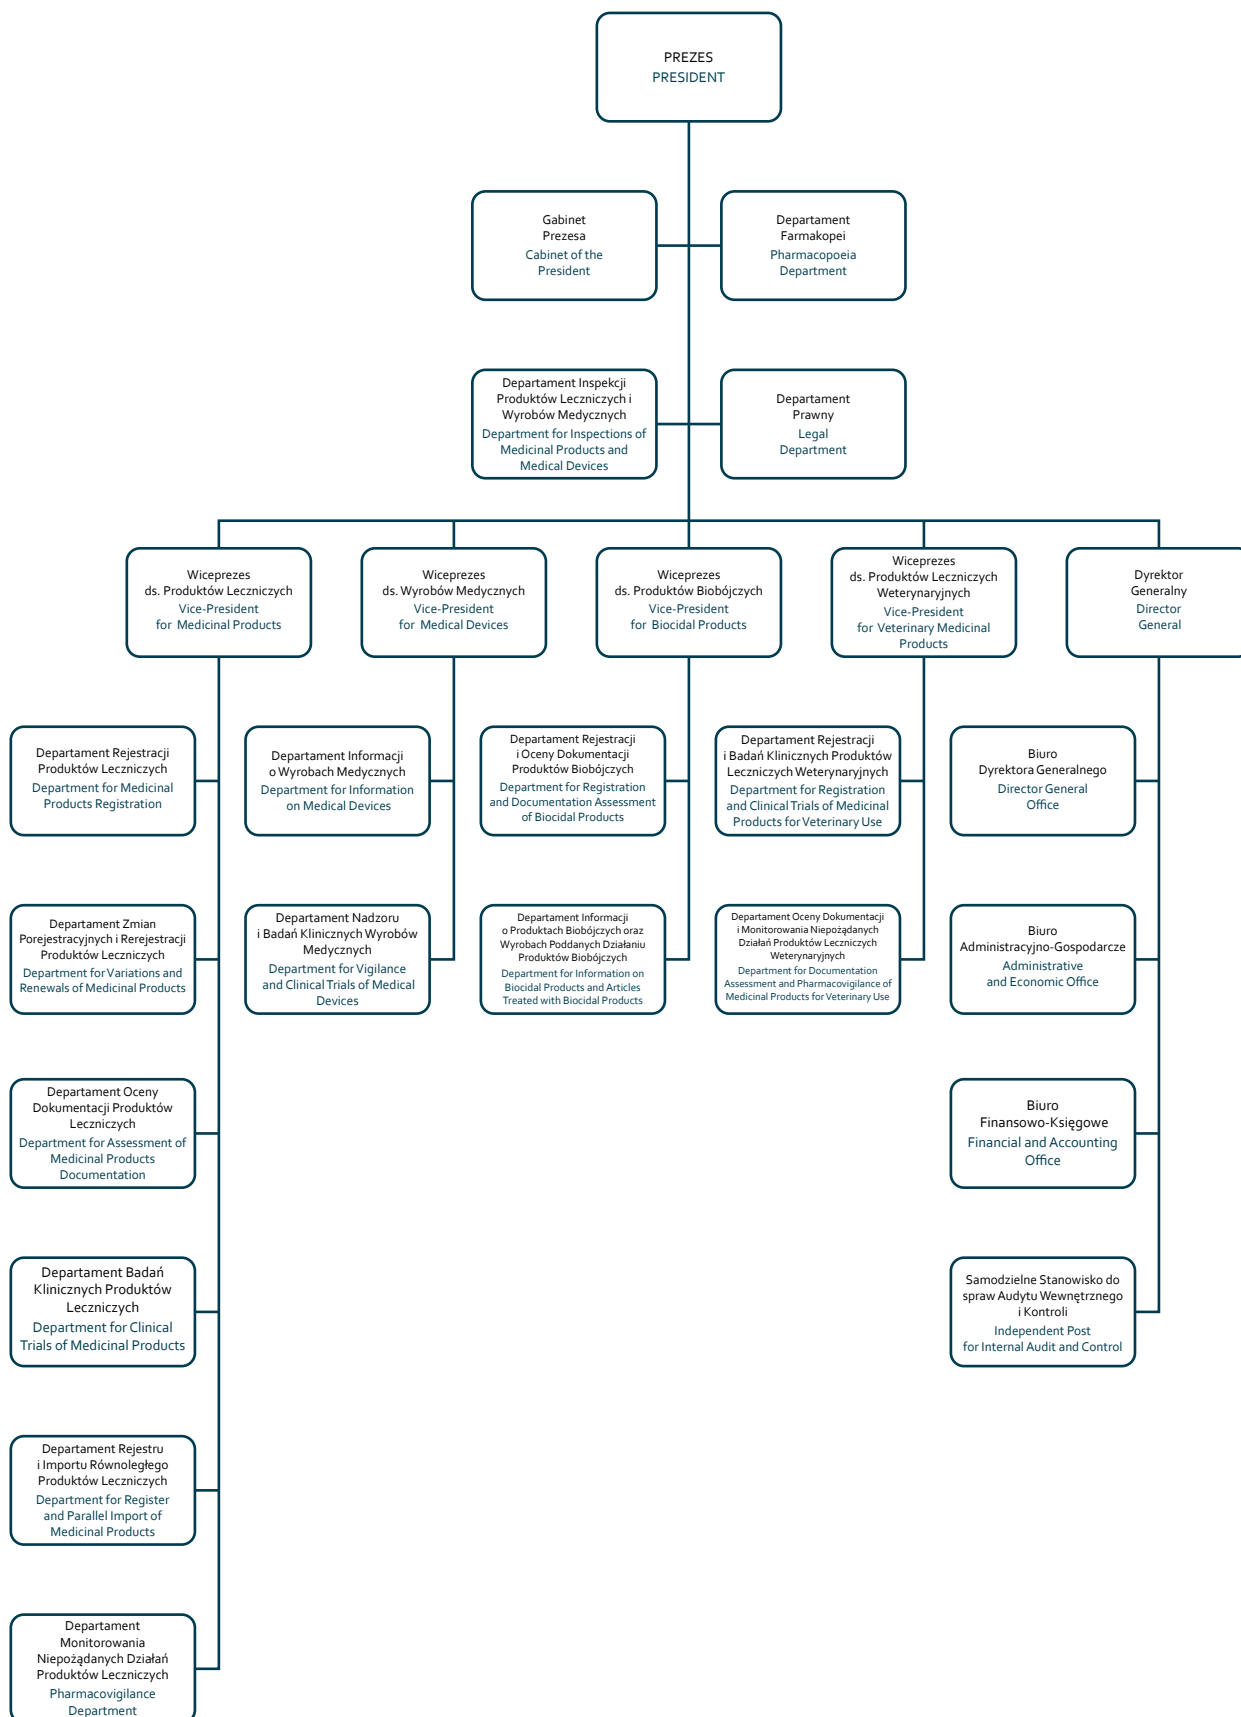 PREZES
PRESIDENT
Gabinet
Prezesa
Cabinet of the
President
Departament
Farmakopei
Pharmacopoeia
Department
Departament Inspekcji
Produktów Leczniczych i
Wyrobów Medycznych
Department for Inspections of
Medicinal Products and
Medical Devices
Departament
Prawny
Legal
Department
Wiceprezes
ds. Produktów Leczniczych
Vice-President
for Medicinal Products
Wiceprezes
ds. Wyrobów Medycznych
Vice-President
for Medical Devices
Wiceprezes
ds. Produktów Biobójczych
Vice-President
for Biocidal Products
Wiceprezes
ds. Produktów Leczniczych
Weterynaryjnych
Vice-President
for Veterinary Medicinal
Products
Dyrektor
Generalny
Director
General
Departament Rejestracji
Produktów Leczniczych
Department for Medicinal
Products Registration
Departament Informacji
o Wyrobach Medycznych
Department for Information
on Medical Devices
Departament Rejestracji
i Oceny Dokumentacji
Produktów Biobójczych
Department for Registration
and Documentation Assessment
of Biocidal Products
Departament Rejestracji
i Badań Klinicznych Produktów
Leczniczych Weterynaryjnych
Department for Registration
and Clinical Trials of Medicinal
Products for Veterinary Use
Biuro
Dyrektora Generalnego
Director General
Office
Departament Zmian
Porejestracyjnych i Rerejestracji
Produktów Leczniczych
Department for Variations and
Renewals of Medicinal Products
Departament Nadzoru
i Badań Klinicznych Wyrobów
Medycznych
Department for Vigilance
and Clinical Trials of Medical
Devices
Departament Informacji
o Produktach Biobójczych oraz
Wyrobach Poddanych Działaniu
Produktów Biobójczych
Department for Information on
Biocidal Products and Articles
Treated with Biocidal Products
Departament Oceny Dokumentacji
i Monitorowania Niepożądanych
Działań Produktów Leczniczych
Weterynaryjnych
Department for Documentation
Assessment and Pharmacovigilance of
Medicinal Products for Veterinary Use
Biuro
Administracyjno-Gospodarcze
Administrative
and Economic Office
Departament Oceny
Dokumentacji Produktów
Leczniczych
Department for Assessment of
Medicinal Products
Documentation
Biuro
Finansowo-Księgowe
Financial and Accounting
Office
Departament Badań
Klinicznych Produktów
Leczniczych
Department for Clinical
Trials of Medicinal Products
Samodzielne Stanowisko do
spraw Audytu Wewnętrznego
i Kontroli
Independent Post
for Internal Audit and Control
Departament Rejestru
i Importu Równoległego
Produktów Leczniczych
Department for Register
and Parallel Import of
Medicinal Products
Departament
Monitorowania
Niepożądanych Działań
Produktów Leczniczych
Pharmacovigilance
Department